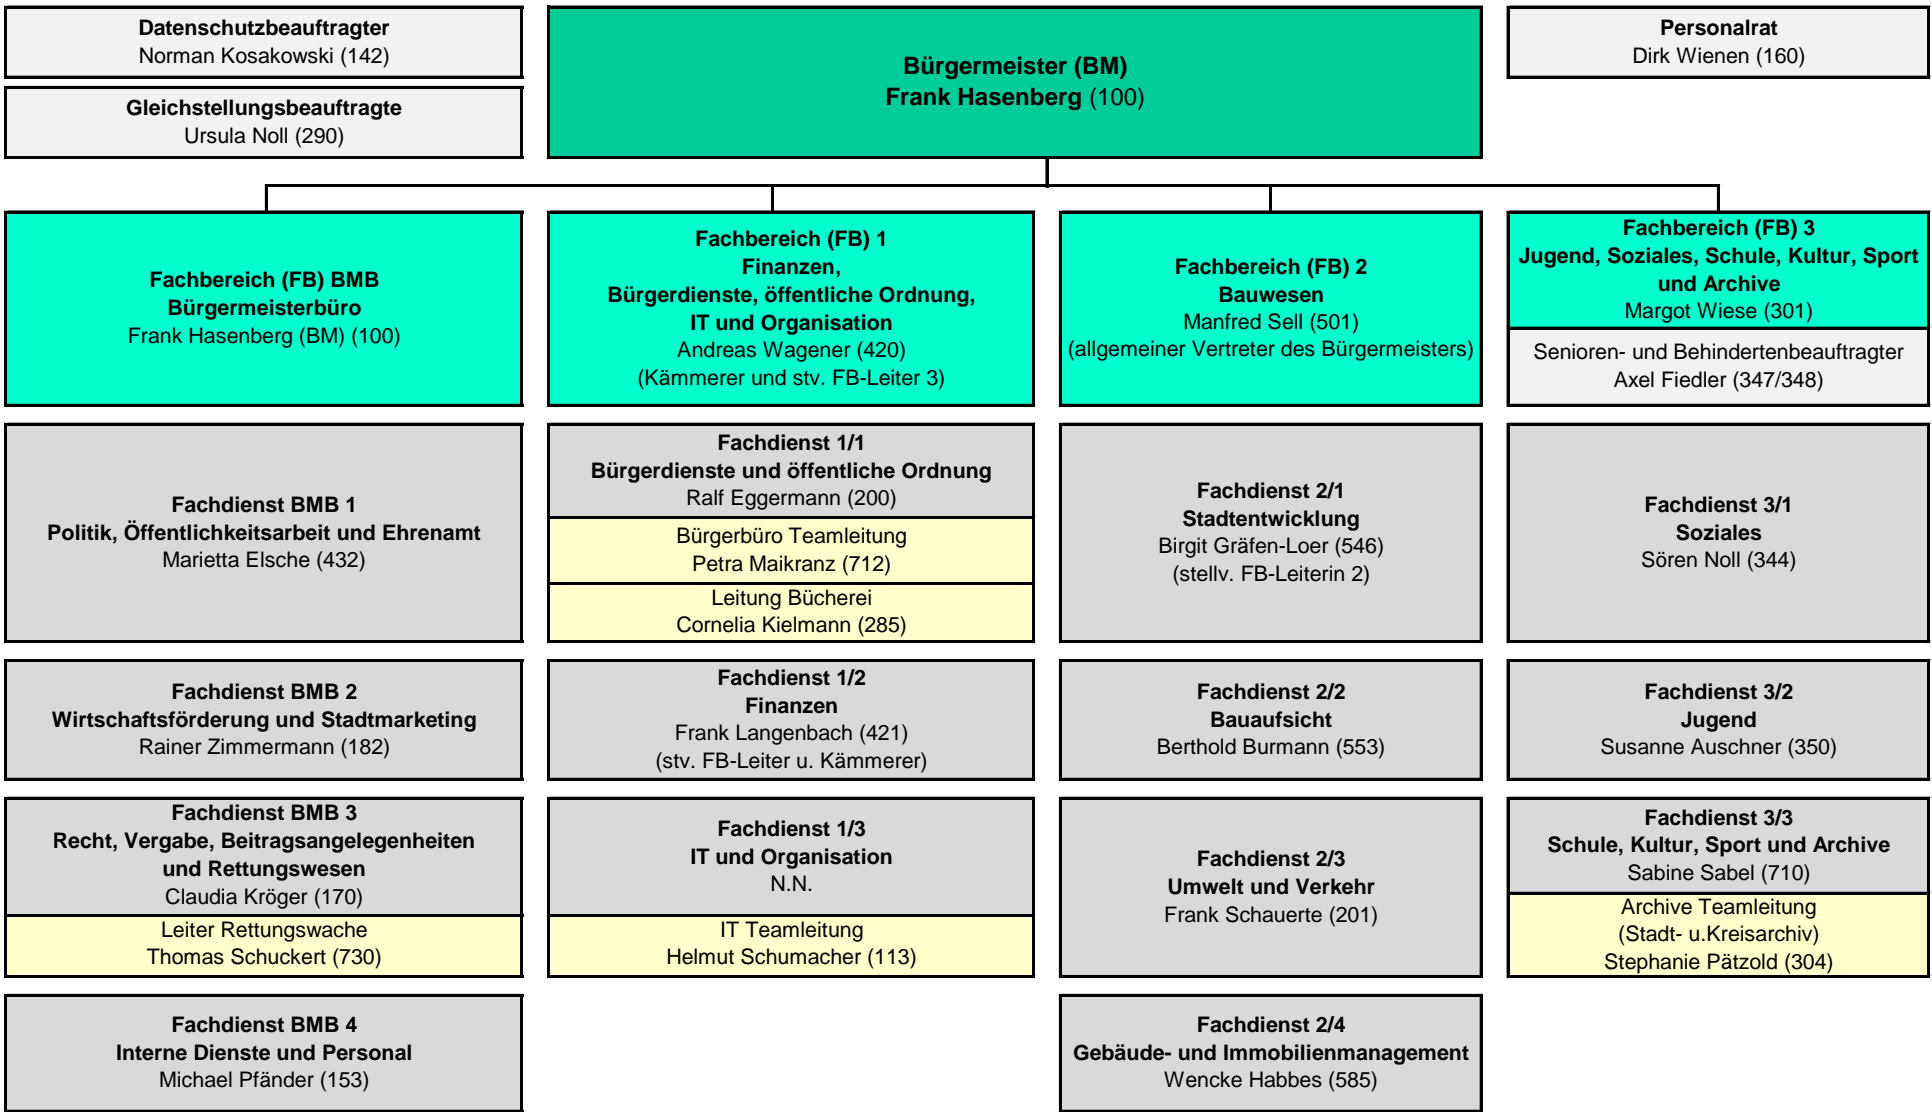 Datenschutzbeauftragter
Norman Kosakowski (142)
Gleichstellungsbeauftragte
Ursula Noll (290)
Bürgermeister (BM)
Frank Hasenberg (100)
Personalrat
Dirk Wienen (160)
Fachbereich (FB) BMB
Bürgermeisterbüro
Frank Hasenberg (BM) (100)
Fachbereich (FB) 1
Finanzen,
Bürgerdienste, öffentliche Ordnung,
IT und Organisation
Andreas Wagener (420)
(Kämmerer und stv. FB-Leiter 3)
Fachbereich (FB) 2
Bauwesen
Manfred Sell (501)
(allgemeiner Vertreter des Bürgermeisters)
Fachbereich (FB) 3
Jugend, Soziales, Schule, Kultur, Sport
und Archive
Margot Wiese (301)
Senioren- und Behindertenbeauftragter
Axel Fiedler (347/348)
Fachdienst BMB 1
Politik, Öffentlichkeitsarbeit und Ehrenamt
Marietta Elsche (432)
Fachdienst 1/1
Bürgerdienste und öffentliche Ordnung
Ralf Eggermann (200)
Bürgerbüro Teamleitung
Petra Maikranz (712)
Leitung Bücherei
Cornelia Kielmann (285)
Fachdienst 2/1
Stadtentwicklung
Birgit Gräfen-Loer (546)
(stellv. FB-Leiterin 2)
Fachdienst 3/1
Soziales
Sören Noll (344)
Fachdienst BMB 2
Wirtschaftsförderung und Stadtmarketing
Rainer Zimmermann (182)
Fachdienst 1/2
Finanzen
Frank Langenbach (421)
(stv. FB-Leiter u. Kämmerer)
Fachdienst 2/2
Bauaufsicht
Berthold Burmann (553)
Fachdienst 3/2
Jugend
Susanne Auschner (350)
Fachdienst BMB 3
Recht, Vergabe, Beitragsangelegenheiten
und Rettungswesen
Claudia Kröger (170)
Leiter Rettungswache
Thomas Schuckert (730)
Fachdienst 1/3
IT und Organisation
N.N.
IT Teamleitung
Helmut Schumacher (113)
Fachdienst 2/3
Umwelt und Verkehr
Frank Schauerte (201)
Fachdienst 3/3
Schule, Kultur, Sport und Archive
Sabine Sabel (710)
Archive Teamleitung
(Stadt- u.Kreisarchiv)
Stephanie Pätzold (304)
Fachdienst BMB 4
Interne Dienste und Personal
Michael Pfänder (153)
Fachdienst 2/4
Gebäude- und Immobilienmanagement
Wencke Habbes (585)